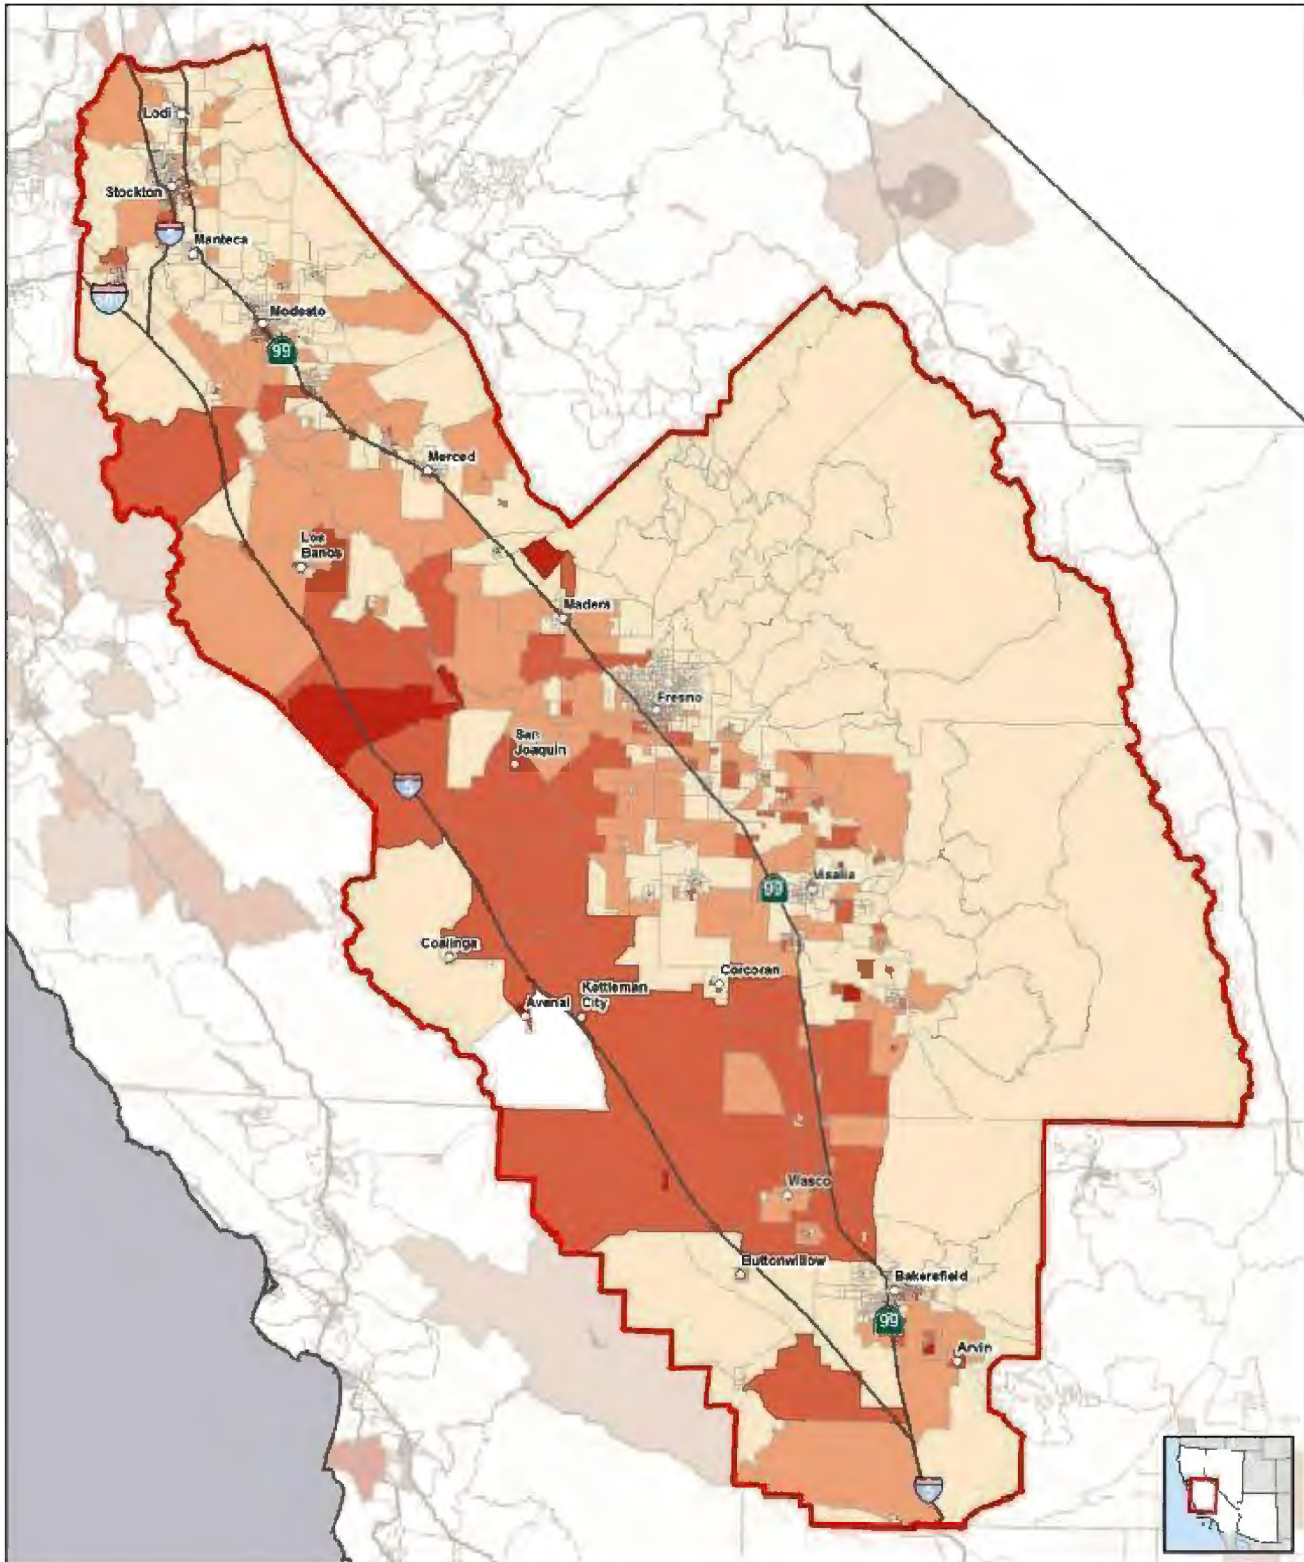 Lodi
Stockton
Manteca
Modesto
99
Merced
Los
Banos
Madera
Fresno
San
Joaquin
99
Visalia
Coalinga
Corcoran
Kettleman
City
Avenal
Wasco
Buttonwillow
Bakersfield
99
Arvin